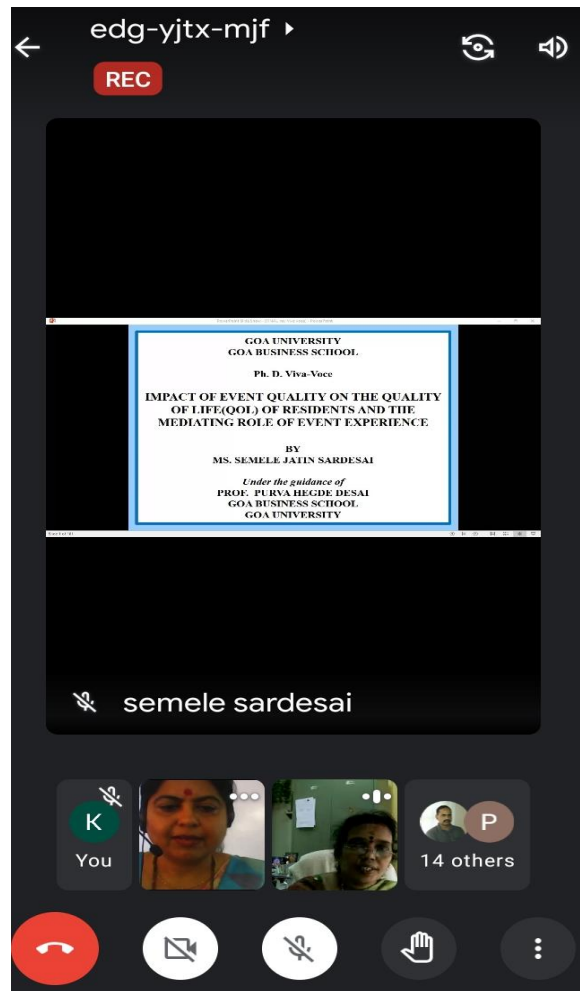 edg-yjtx-mjf
REC
GOA UNIVERSITY
GOA BUSINESS SCHOOL
Ph. D. Viva-Voce
IMPACT OF EVENT QUALITY ON THE QUALITY
OF LIFE(QOL) OF RESIDENTS AND THE
MEDIATING ROLE OF EVENT EXPERIENCE
BY
MS. SEMELE JATIN SARDESAI
Under the guidance of
PROF. PURVA HEGDE DESAI
GOA BUSINESS SCHOOL
GOA UNIVERSITY
semele sardesai
K
P
You
14 others